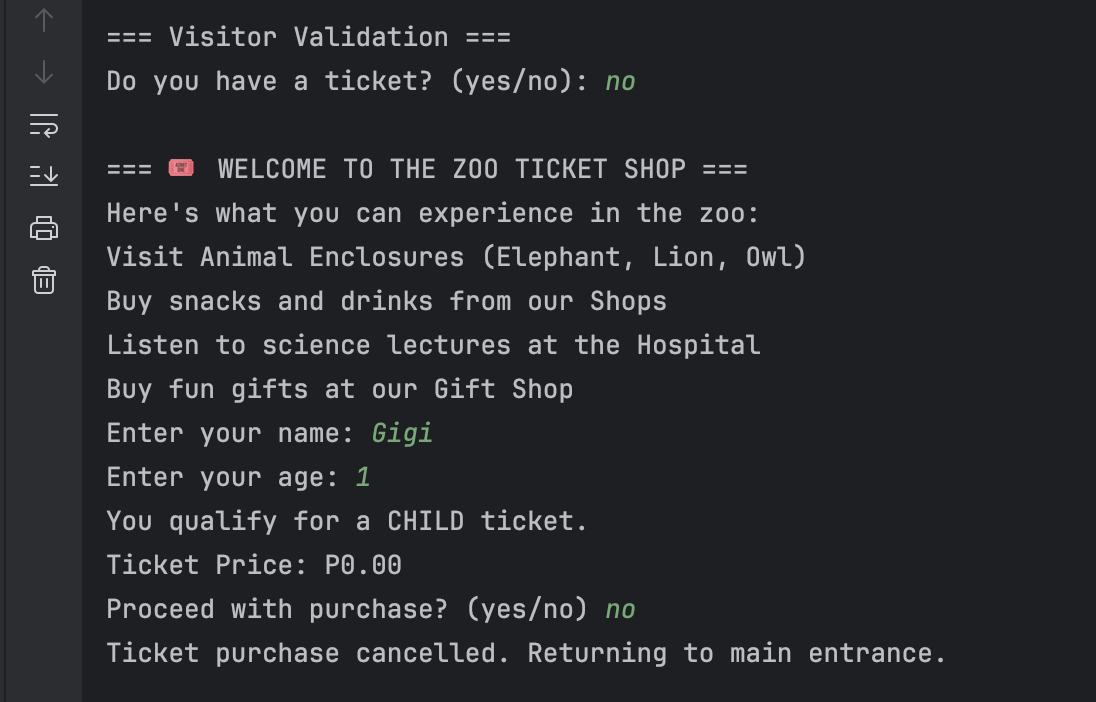 === Visitor Validation ===
Do you have a ticket? (yes/no): no
=== 🎟 WELCOME TO THE ZOO TICKET SHOP ===
Here's what you can experience in the zoo:
Visit Animal Enclosures (Elephant, Lion, Owl)
Buy snacks and drinks from our Shops
Listen to science lectures at the Hospital
Buy fun gifts at our Gift Shop
Enter your name: Gigi
Enter your age: 1
You qualify for a CHILD ticket.
Ticket Price: P0.00
Proceed with purchase? (yes/no) no
Ticket purchase cancelled. Returning to main entrance.